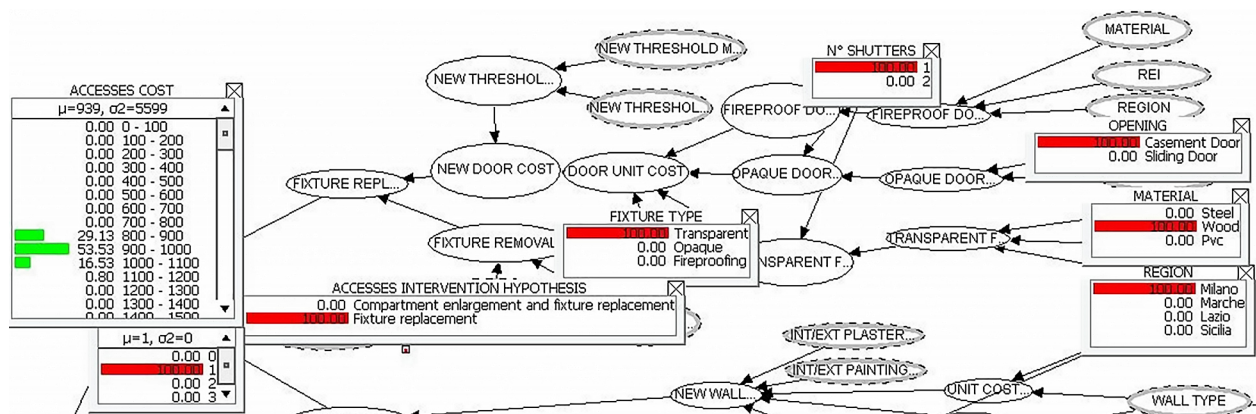 MATERIAL
NEW THRESHOLD M...
N° SHUTTERS
100.00 1
0.00 2
NEW THRESHOL...
REI
ACCESSES COST
μ=939, σ2=5599
0.00 0 - 100
0.00 100 - 200
0.00 200 - 300
0.00 300 - 400
0.00 400 - 500
0.00 500 - 600
0.00 600 - 700
0.00 700 - 800
29.13 800 - 900
53.53 900 - 1000
16.53 1000 - 1100
0.80 1100 - 1200
0.00 1200 - 1300
0.00 1300 - 1400
0.00 1400 - 1500
NEW THRESHOL...
FIREPROOF DO...
FIREPROOF DO...
REGION
OPENING
100.00 Casement Door
0.00 Sliding Door
NEW DOOR COST
DOOR UNIT COST
OPAQUE DOOR...
OPAQUE DOOR...
FIXTURE REPL...
MATERIAL
0.00 Steel
100.00 Wood
0.00 Pvc
FIXTURE TYPE
100.00 Transparent
0.00 Opaque
0.00 Fireproofing
FIXTURE REMOVAL
TRANSPARENT F...
NSPARENT F...
REGION
100.00 Milano
0.00 Marche
0.00 Lazio
0.00 Sicilia
ACCESSES INTERVENTION HYPOTHESIS
0.00 Compartment enlargement and fixture replacement
100.00 Fixture replacement
μ=1, σ2=0
0.00 0
100.00 1
0.00 2
0.00 3
INT/EXT PLASTER...
INT/EXT PAINTING...
NEW WALL...
UNIT COST...
WALL TYPE